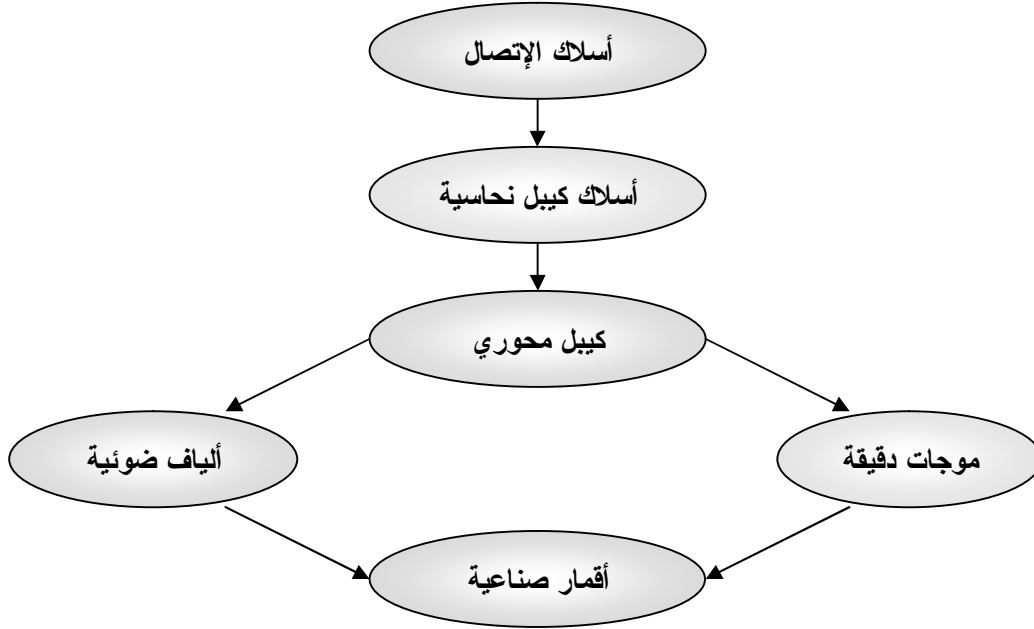 أسلاك الإتصال
أسلاك كيبل نحاسية
كيبل محوري
موجات دقيقة
ألياف ضوئية
أقمار صناعية